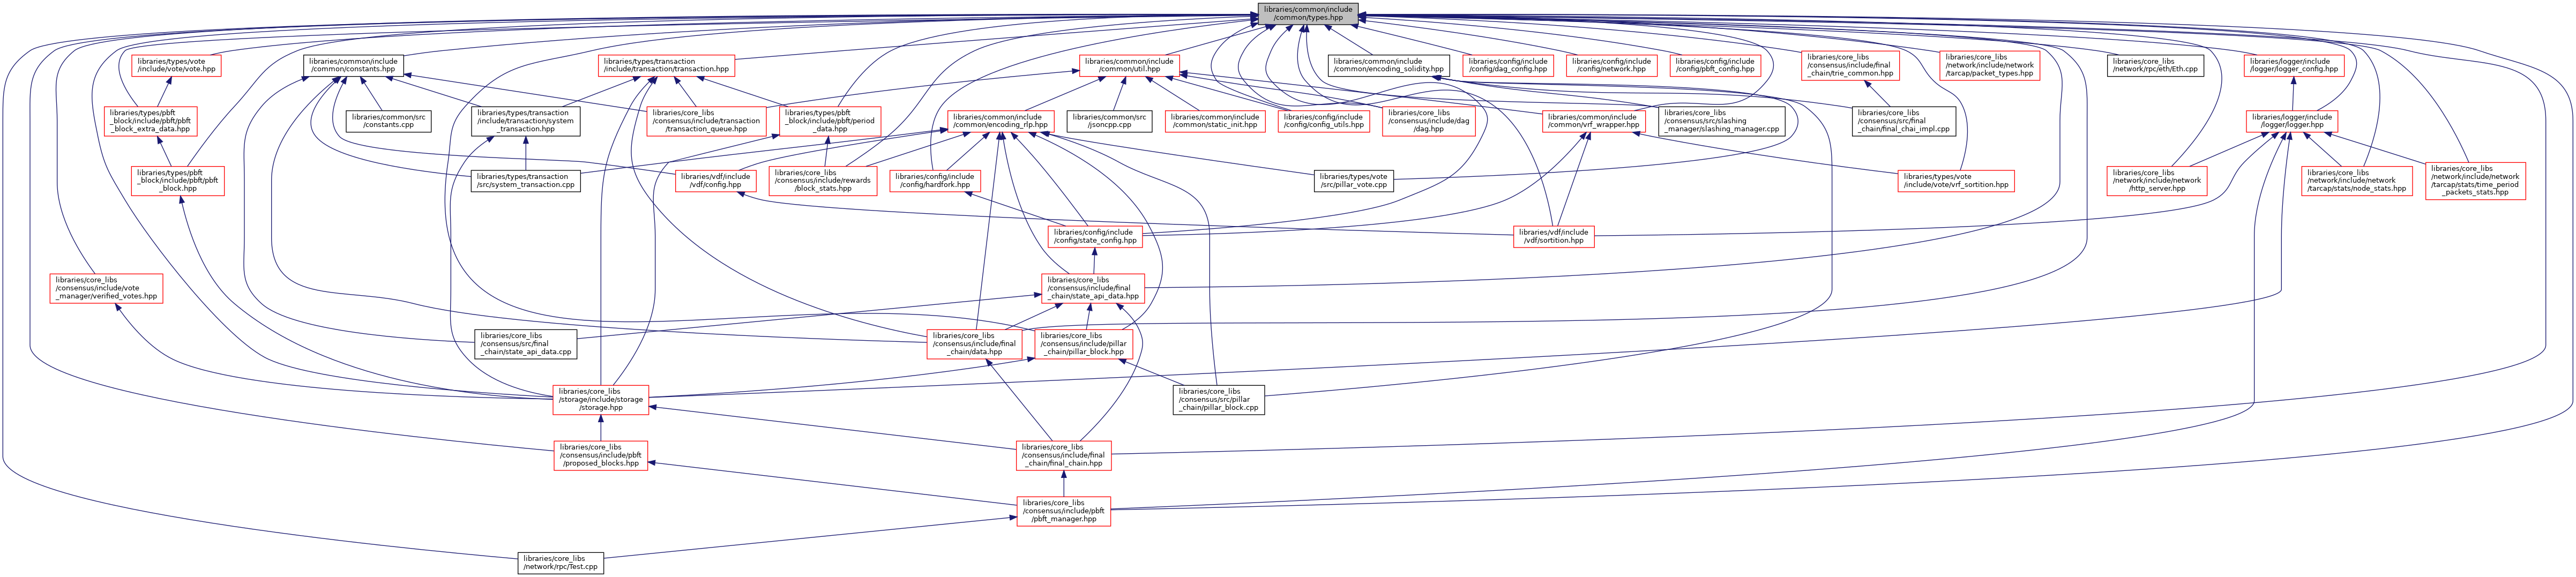 libraries/common/include
/common/types.hpp
libraries/types/vote
/include/vote/vote.hpp
libraries/common/include
/common/constants.hpp
libraries/types/transaction
/include/transaction/transaction.hpp
libraries/common/include
/common/util.hpp
libraries/common/include
/common/encoding_solidity.hpp
libraries/config/include
/config/dag_config.hpp
libraries/config/include
/config/network.hpp
libraries/config/include
/config/pbft_config.hpp
libraries/core_libs
/consensus/include/final
_chain/trie_common.hpp
libraries/core_libs
/network/include/network
/tarcap/packet_types.hpp
libraries/core_libs
/network/rpc/eth/Eth.cpp
libraries/logger/include
/logger/logger_config.hpp
libraries/types/pbft
_block/include/pbft/pbft
_block_extra_data.hpp
libraries/common/src
/constants.cpp
libraries/types/transaction
/include/transaction/system
_transaction.hpp
libraries/core_libs
/consensus/include/transaction
/transaction_queue.hpp
libraries/types/pbft
_block/include/pbft/period
_data.hpp
libraries/common/include
/common/encoding_rlp.hpp
libraries/common/src
/jsoncpp.cpp
libraries/common/include
/common/static_init.hpp
libraries/config/include
/config/config_utils.hpp
libraries/core_libs
/consensus/include/dag
/dag.hpp
libraries/common/include
/common/vrf_wrapper.hpp
libraries/core_libs
/consensus/src/slashing
_manager/slashing_manager.cpp
libraries/core_libs
/consensus/src/final
_chain/final_chai_impl.cpp
libraries/logger/include
/logger/logger.hpp
libraries/types/pbft
_block/include/pbft/pbft
_block.hpp
libraries/types/transaction
/src/system_transaction.cpp
libraries/vdf/include
/vdf/config.hpp
libraries/core_libs
/consensus/include/rewards
/block_stats.hpp
libraries/config/include
/config/hardfork.hpp
libraries/types/vote
/src/pillar_vote.cpp
libraries/types/vote
/include/vote/vrf_sortition.hpp
libraries/core_libs
/network/include/network
/http_server.hpp
libraries/core_libs
/network/include/network
/tarcap/stats/node_stats.hpp
libraries/core_libs
/network/include/network
/tarcap/stats/time_period
_packets_stats.hpp
libraries/config/include
/config/state_config.hpp
libraries/vdf/include
/vdf/sortition.hpp
libraries/core_libs
/consensus/include/vote
_manager/verified_votes.hpp
libraries/core_libs
/consensus/include/final
_chain/state_api_data.hpp
libraries/core_libs
/consensus/src/final
_chain/state_api_data.cpp
libraries/core_libs
/consensus/include/final
_chain/data.hpp
libraries/core_libs
/consensus/include/pillar
_chain/pillar_block.hpp
libraries/core_libs
/storage/include/storage
/storage.hpp
libraries/core_libs
/consensus/src/pillar
_chain/pillar_block.cpp
libraries/core_libs
/consensus/include/pbft
/proposed_blocks.hpp
libraries/core_libs
/consensus/include/final
_chain/final_chain.hpp
libraries/core_libs
/consensus/include/pbft
/pbft_manager.hpp
libraries/core_libs
/network/rpc/Test.cpp